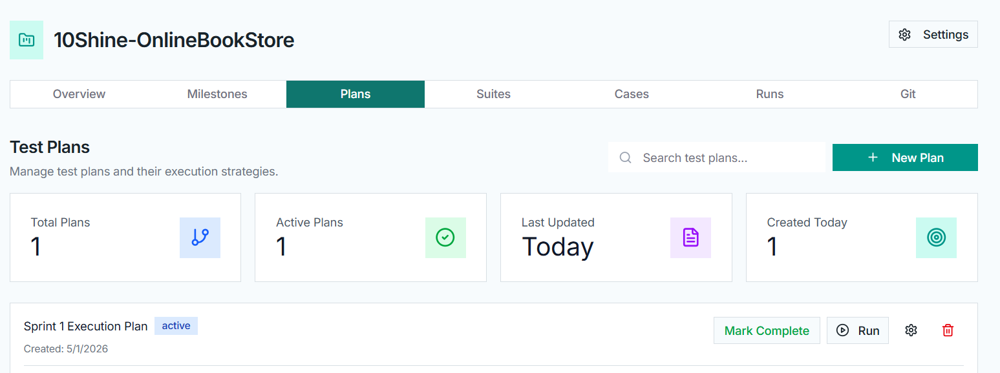 10Shine-OnlineBookStore
Settings
Overview Milestones Plans Suites Cases Runs Git
Test Plans
Manage test plans and their execution strategies.
Search test plans...
+ New Plan
Total Plans
1
Active Plans
1
Last Updated
Today
Created Today
1
Sprint 1 Execution Plan active
Mark Complete Run
Created: 5/1/2026